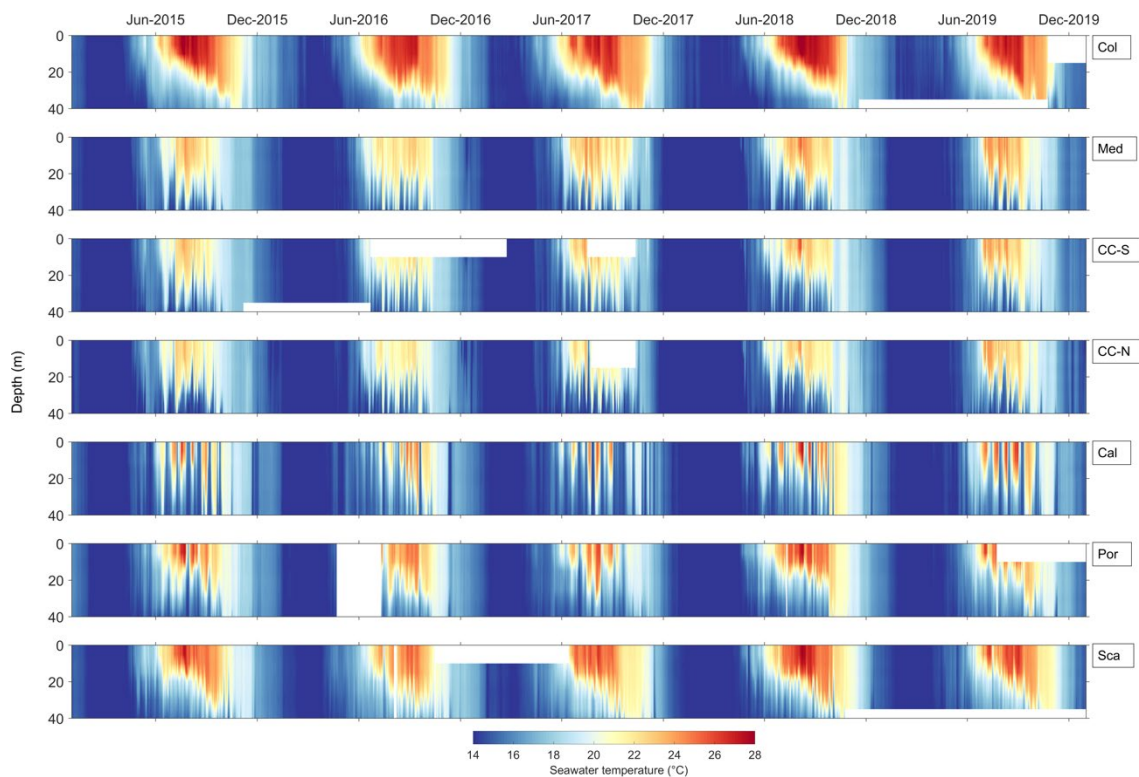 Jun-2015 Dec-2015 Jun-2016 Dec-2016 Jun-2017 Dec-2017 Jun-2018 Dec-2018 Jun-2019 Dec-2019
0
20
40
Col
0
20
40
Med
0
20
40
CC-S
0
20
40
CC-N
Depth (m)
0
20
40
Cal
0
20
40
Por
0
20
40
Sca
14 16 18 20 22 24 26 28
Seawater temperature (°C)